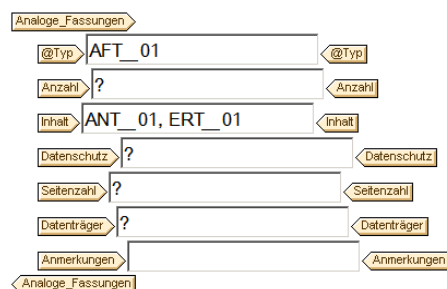 Analoge_Fassungen
@Typ AFT__01 @Typ
Anzahl ? Anzahl
Inhalt ANT__01, ERT__01 Inhalt
Datenschutz ? Datenschutz
Seitenzahl ? Seitenzahl
Datenträger ? Datenträger
Anmerkungen Anmerkungen
Analoge_Fassungen